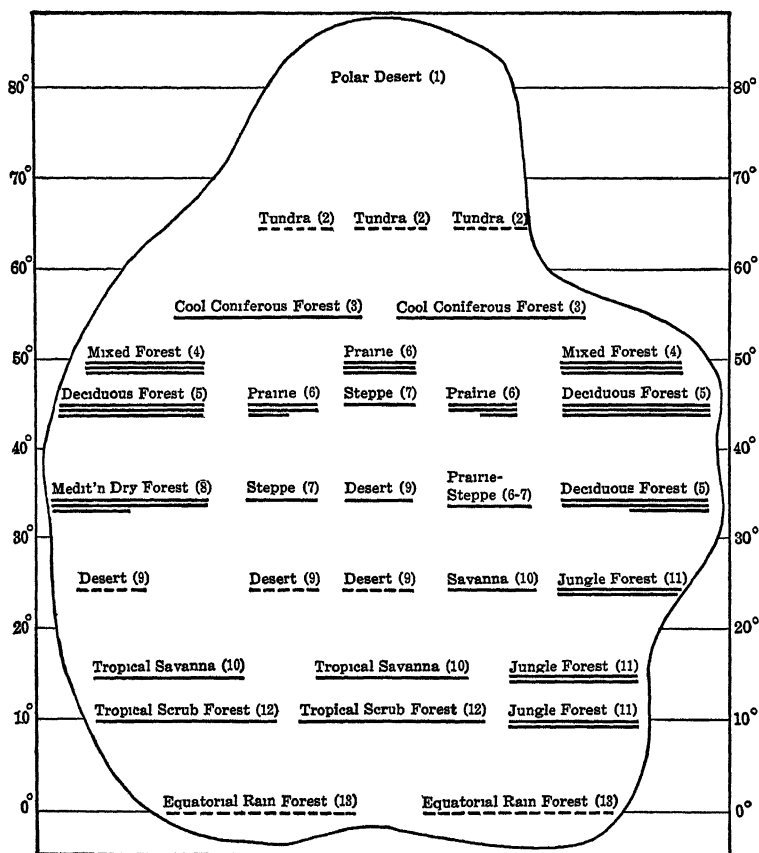 Polar Desert (1)
80° 80°
70° 70°
Tundra (2) Tundra (2) Tundra (2)
60° 60°
Cool Coniferous Forest (3) Cool Coniferous Forest (3)
50° Mixed Forest (4) Prairie (6) Mixed Forest (4) 50°
Deciduous Forest (5) Prairie (6) Steppe (7) Prairie (6) Deciduous Forest (5)
40° 40°
Medit'n Dry Forest (8) Steppe (7) Desert (9) Prairie-
Steppe (6-7) Deciduous Forest (5)
30° 30°
Desert (9) Desert (9) Desert (9) Savanna (10) Jungle Forest (11)
20° 20°
Tropical Savanna (10) Tropical Savanna (10) Jungle Forest (11)
10° Tropical Scrub Forest (12) Tropical Scrub Forest (12) Jungle Forest (11) 10°
0° Equatorial Rain Forest (13) Equatorial Rain Forest (13) 0°